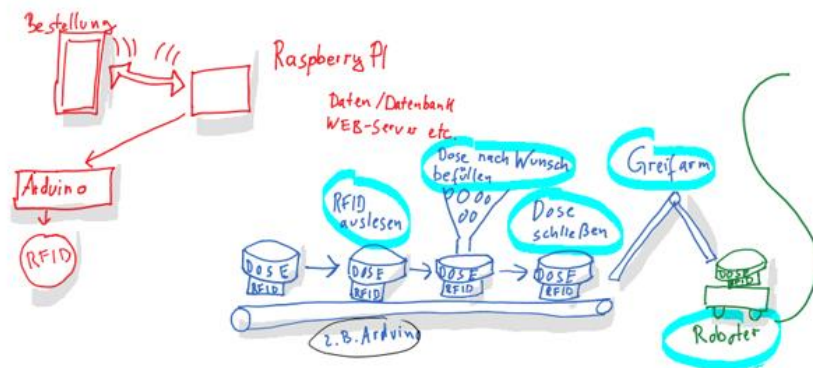 Bestellung
Raspberry PI
Daten/Datenbank
WEB-Server etc.
Arduino
RFID
RFID
auslesen
Dose nach Wunsch
befüllen
Dose
schließen
Greifarm
DOSE
RFID
DOSE
RFID
DOSE
RFID
DOSE
RFID
DOSE
RFID
z.B. Arduino
Roboter